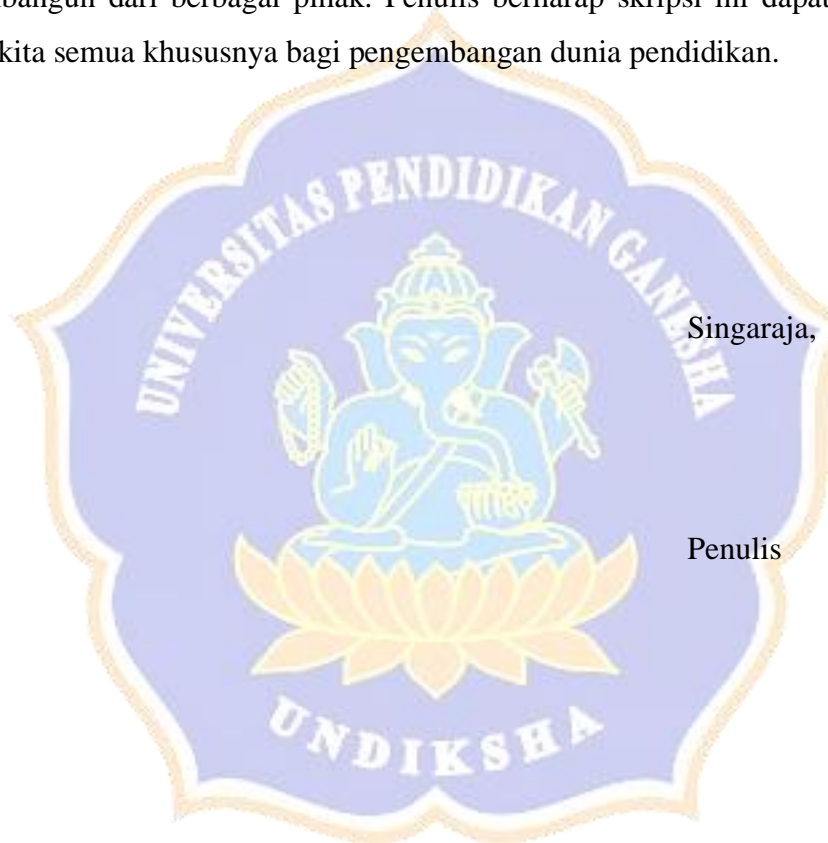 dari berbagai pihak. Penulis berharap skripsi ini dapat
kita semua khususnya bagi pengembangan dunia pendidikan.
UNIVERSITAS PENDIDIKAN GANESHA
Singaraja,
Penulis
UNDIKSHA